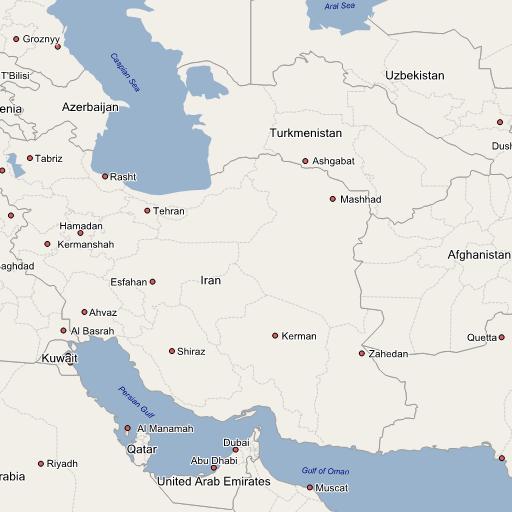 Aral Sea
Groznyy
Caspian Sea
T'Bilisi
Uzbekistan
Azerbaijan
enia
Turkmenistan
Dush
Tabriz
Ashgabat
Rasht
Mashhad
Tehran
Hamadan
Kermanshah
Afghanistan
Baghdad
Esfahan
Iran
Ahvaz
Al Basrah
Kerman
Quetta
Shiraz
Zahedan
Kuwait
Persian Gulf
Al Manamah
Dubai
Qatar
Riyadh
Abu Dhabi
Gulf of Oman
rabia
United Arab Emirates
Muscat